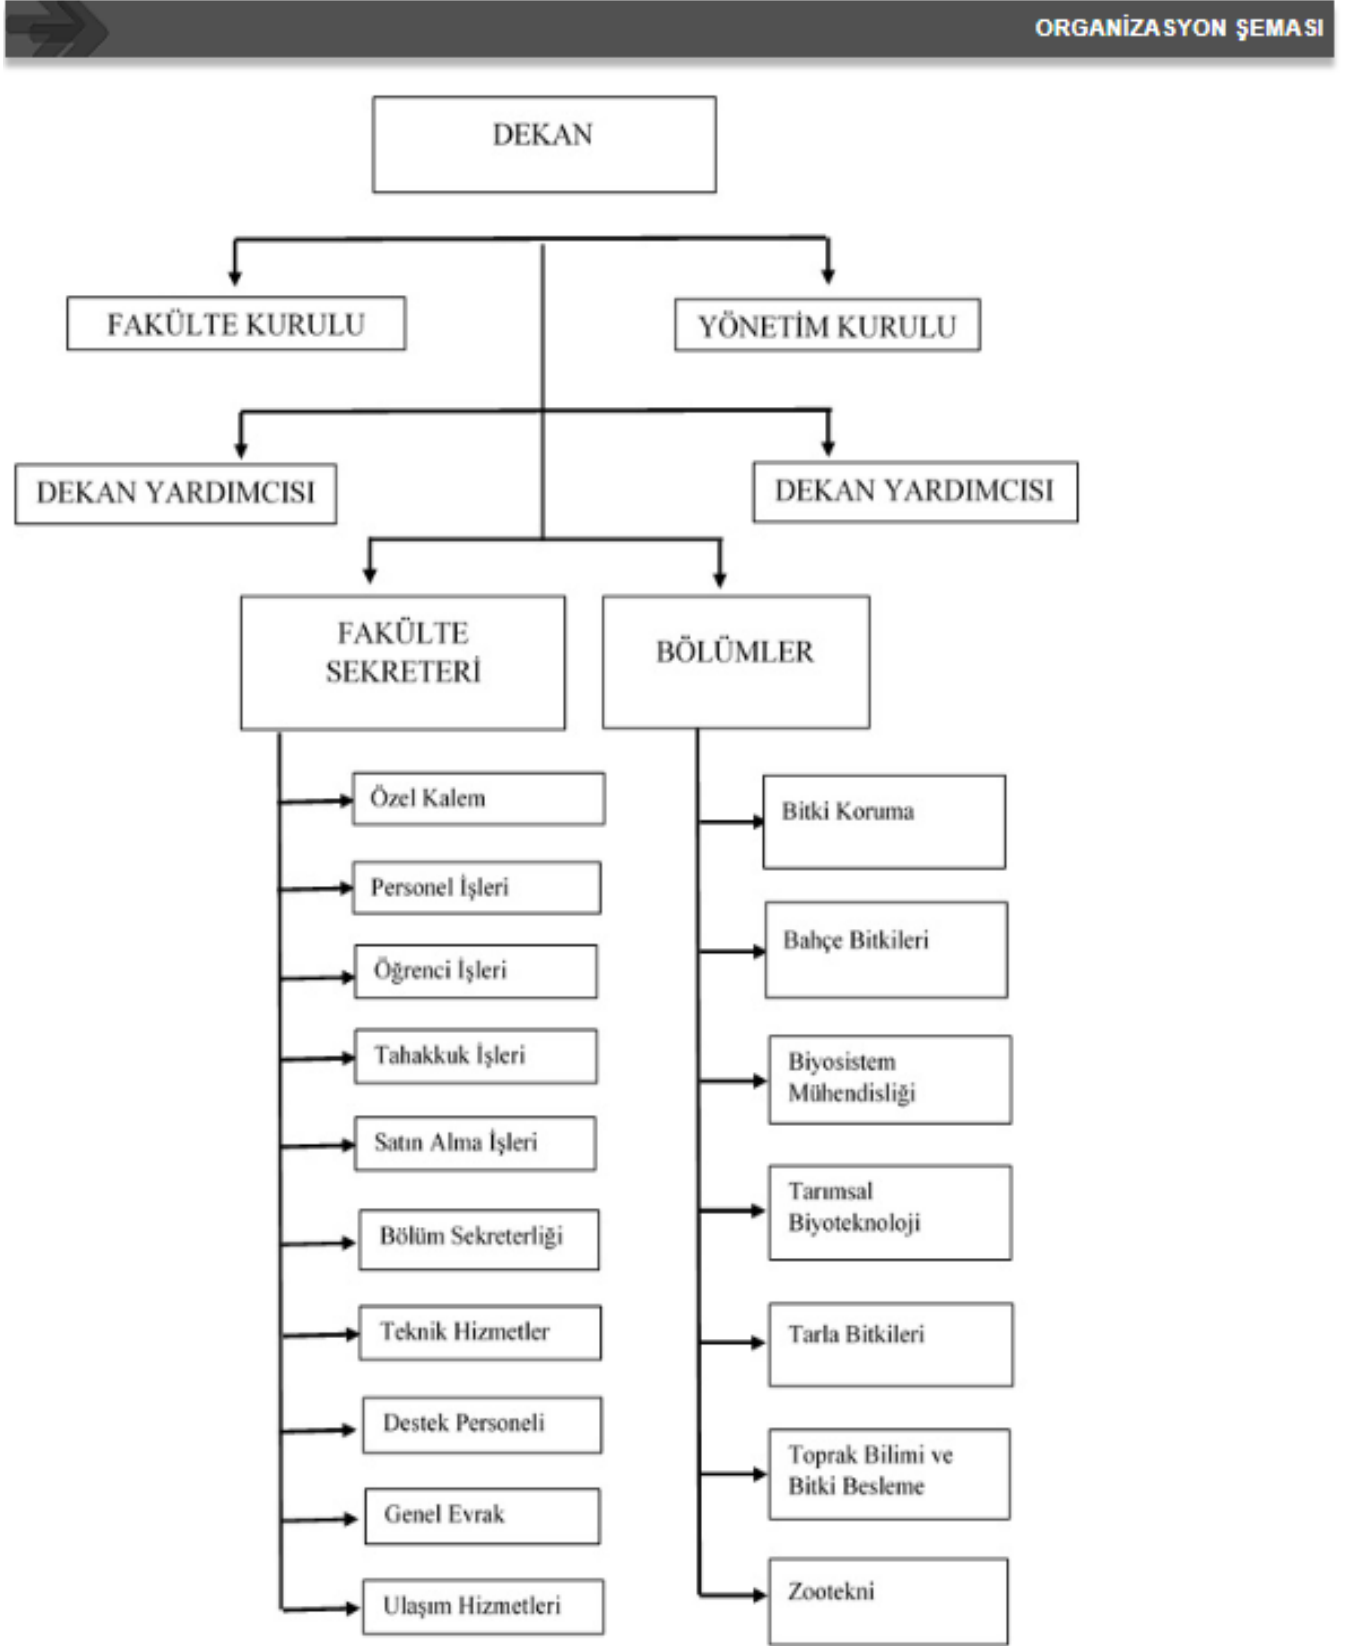 ORGANİZASYON ŞEMASI
DEKAN
FAKÜLTE KURULU
YÖNETİM KURULU
DEKAN YARDIMCISI
DEKAN YARDIMCISI
FAKÜLTE
SEKRETERİ
BÖLÜMLER
Özel Kalem
Personel İşleri
Öğrenci İşleri
Tahakkuk İşleri
Satın Alma İşleri
Bölüm Sekreterliği
Teknik Hizmetler
Destek Personeli
Genel Evrak
Ulaşım Hizmetleri
Bitki Koruma
Bahçe Bitkileri
Biyosistem
Mühendisliği
Tarımsal
Biyoteknoloji
Tarla Bitkileri
Toprak Bilimi ve
Bitki Besleme
Zootekni